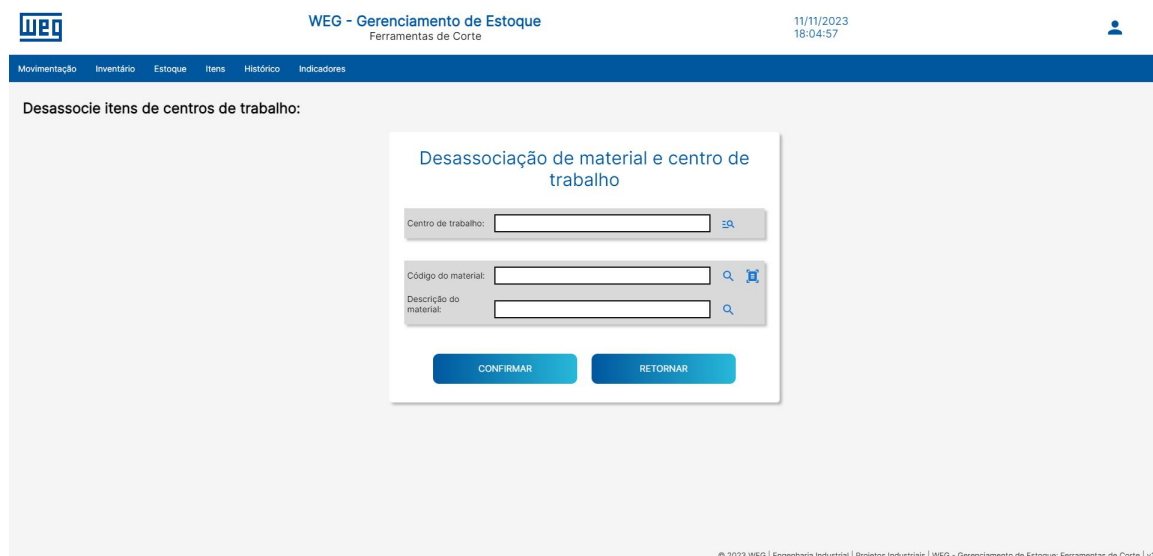 weg
WEG - Gerenciamento de Estoque
Ferramentas de Corte
11/11/2023
18:04:57
Movimentação Inventário Estoque Itens Histórico Indicadores
Desassocie itens de centros de trabalho:
Desassociação de material e centro de
trabalho
Centro de trabalho:
Código do material:
Descrição do
material:
CONFIRMAR RETORNAR
© 2023 WEG | Engenharia Industrial | Projetos Industriais | WEG - Gerenciamento de Estoque: Ferramentas de Corte |